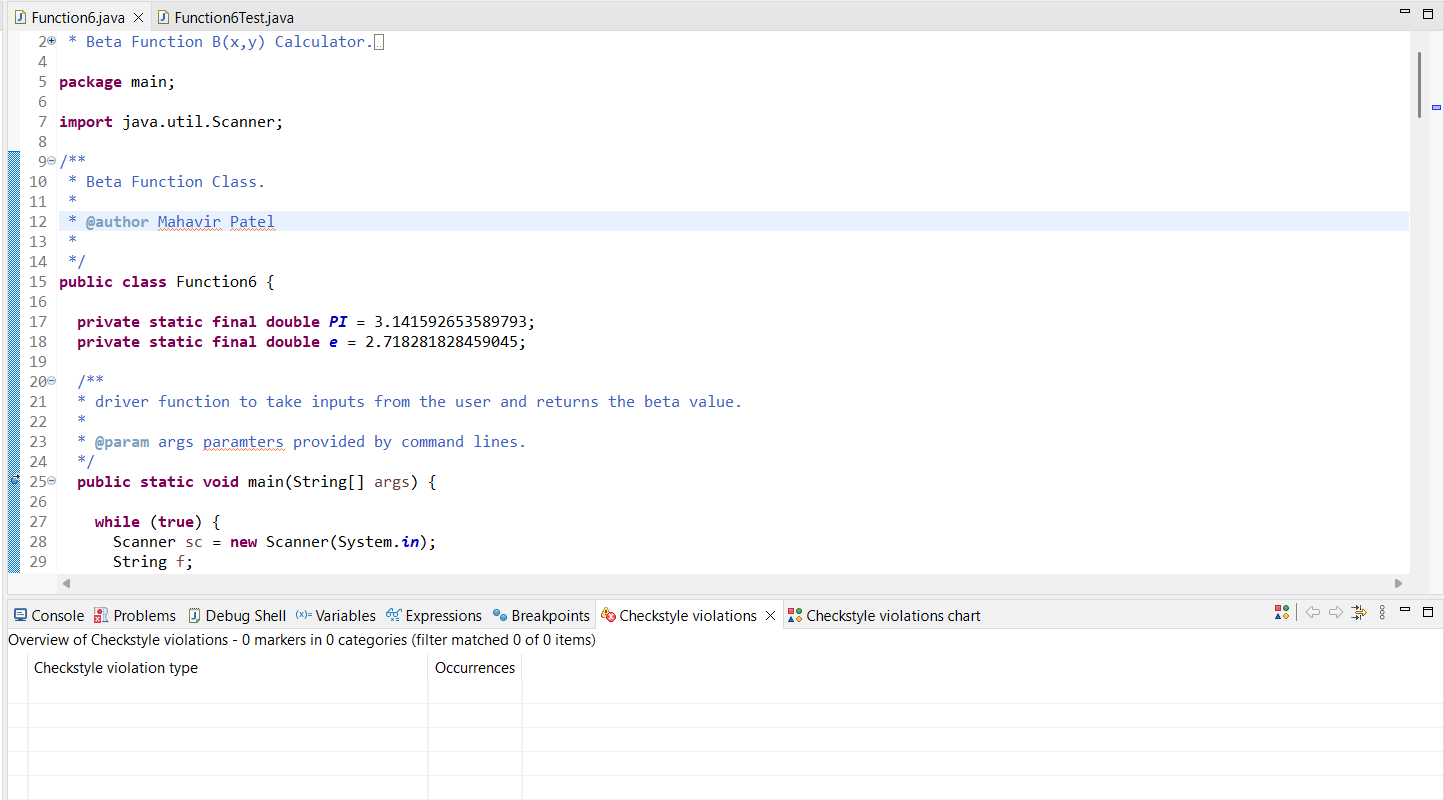 Function6.java Function6Test.java
2 * Beta Function B(x,y) Calculator.
4
5 package main;
6
7 import java.util.Scanner;
8
9 /**
10 * Beta Function Class.
11 *
12 * @author Mahavir Patel
13 *
14 */
15 public class Function6 {
16
17 private static final double PI = 3.141592653589793;
18 private static final double e = 2.718281828459045;
19
20 /**
21 * driver function to take inputs from the user and returns the beta value.
22 *
23 * @param args paramters provided by command lines.
24 */
25 public static void main(String[] args) {
26
27 while (true) {
28 Scanner sc = new Scanner(System.in);
29 String f;
Console Problems Debug Shell (x)= Variables Expressions Breakpoints Checkstyle violations Checkstyle violations chart
Overview of Checkstyle violations - 0 markers in 0 categories (filter matched 0 of 0 items)
Checkstyle violation type Occurrences